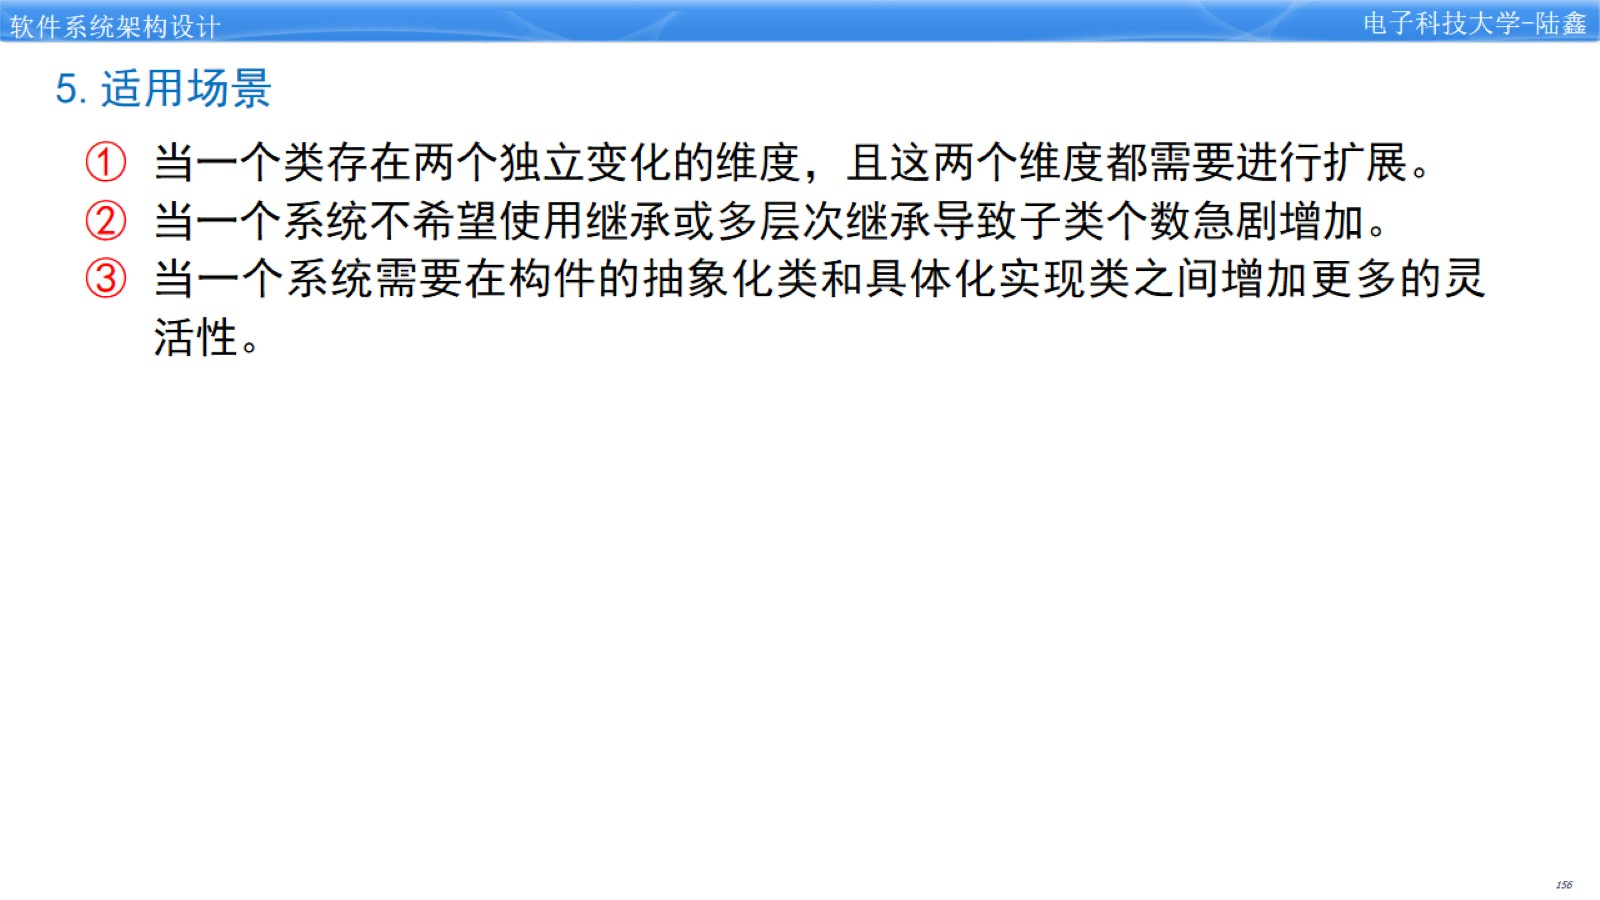 软件系统架构设计
电子科技大学-陆鑫
5. 适用场景
① 当一个类存在两个独立变化的维度，且这两个维度都需要进行扩展。
② 当一个系统不希望使用继承或多层次继承导致子类个数急剧增加。
③ 当一个系统需要在构件的抽象化类和具体化实现类之间增加更多的灵
活性。
156